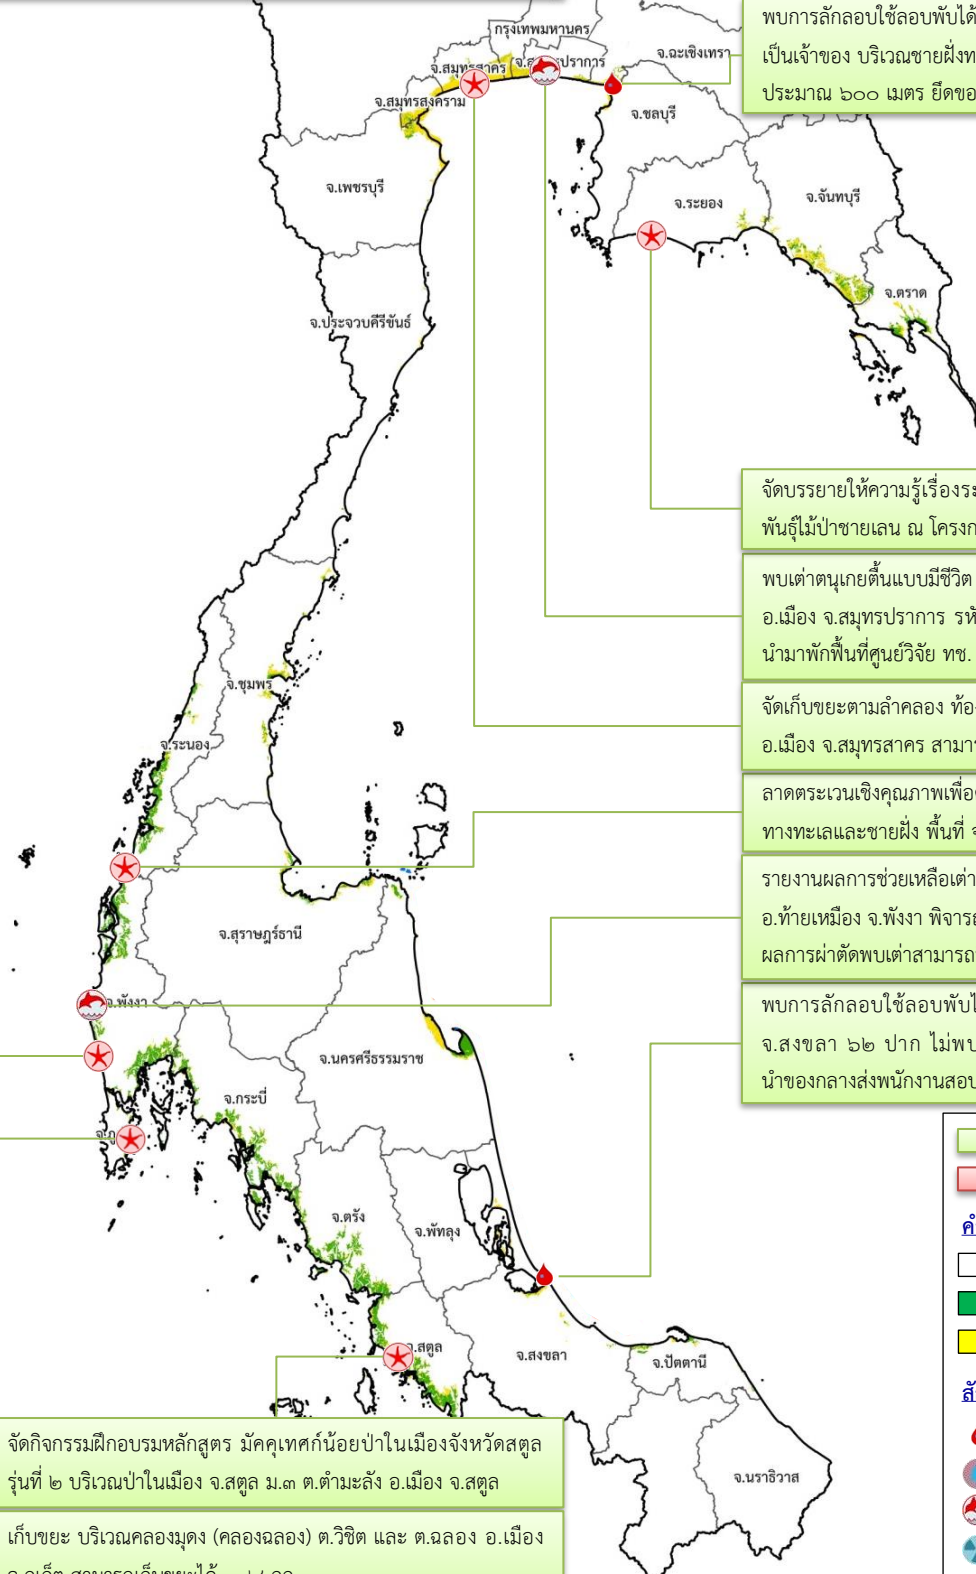 กรุงเทพมหานคร
จ.ฉะเชิงเทรา
จ.สมุทรสาคร
จ.ส
ปราการ
จ.สมุทรสงคราม
จ.ชลบุรี
จ.เพชรบุรี
จ.ระยอง
จ.จันทบุรี
จ.ตราด
จ.ประจวบคีรีขันธ์
จ.ชุมพร
จ.ระนอง
จ.สุราษฎร์ธานี
จ.พังงา
จ.นครศรีธรรมราช
จ.กระบี่
จ.ภู
จ.ตรัง
จ.พัทลุง
จ.สตูล
จ.สงขลา
จ.ปัตตานี
จ.นราธิวาส
พบการลักลอบใช้ลอบพับได้
เป็นเจ้าของ บริเวณชายฝั่งท
ประมาณ ๖๐๐ เมตร ยึดขอ
จัดบรรยายให้ความรู้เรื่องระ
พันธุ์ไม้ป่าชายเลน ณ โครงก
พบเต่าตนุเกยตื้นแบบมีชีวิต
อ.เมือง จ.สมุทรปราการ รหั
นำมาพักฟื้นที่ศูนย์วิจัย ทช.
จัดเก็บขยะตามลำคลอง ท้อง
อ.เมือง จ.สมุทรสาคร สามาร
ลาดตระเวนเชิงคุณภาพเพื่อ
ทางทะเลและชายฝั่ง พื้นที่ จ
รายงานผลการช่วยเหลือเต่า
อ.ท้ายเหมือง จ.พังงา พิจารณ
ผลการผ่าตัดพบเต่าสามารถ
พบการลักลอบใช้ลอบพับไ
จ.สงขลา ๖๒ ปาก ไม่พบ
นำของกลางส่งพนักงานสอบ
คำ
สั
จัดกิจกรรมฝึกอบรมหลักสูตร มัคคุเทศก์น้อยป่าในเมืองจังหวัดสตูล
รุ่นที่ ๒ บริเวณป่าในเมือง จ.สตูล ม.๓ ต.ตำมะลัง อ.เมือง จ.สตูล
เก็บขยะ บริเวณคลองมุดง (คลองฉลอง) ต.วิชิต และ ต.ฉลอง อ.เมือง